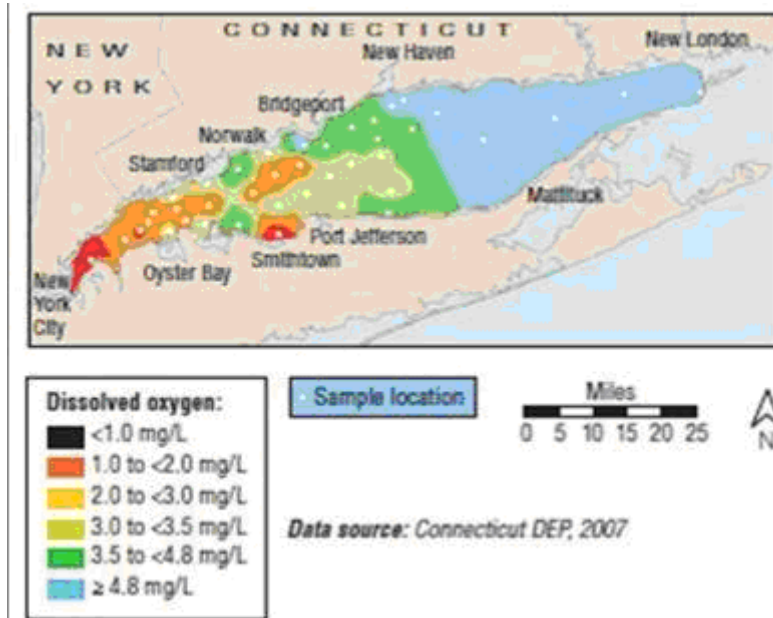 CONNECTICUT
NEW YORK
New Haven
New London
Bridgeport
Norwalk
Stamford
Mattituck
Port Jefferson
Oyster Bay
Smithtown
New York City
Dissolved oxygen:
<1.0 mg/L
1.0 to <2.0 mg/L
2.0 to <3.0 mg/L
3.0 to <3.5 mg/L
3.5 to <4.8 mg/L
≥ 4.8 mg/L
Sample location
Miles
0 5 10 15 20 25
N
Data source: Connecticut DEP, 2007